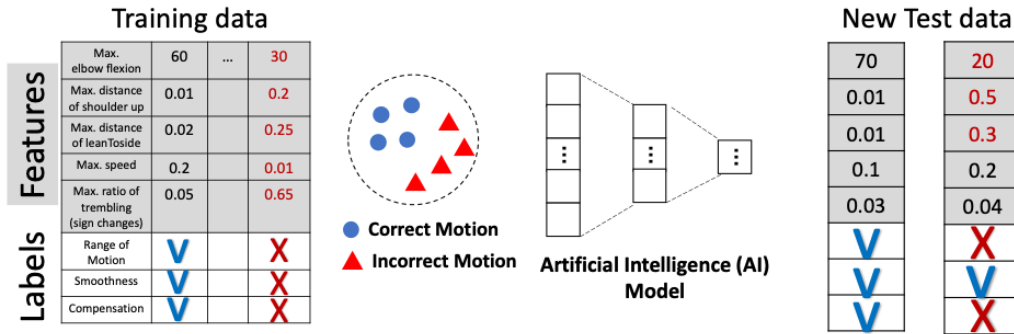 Training data
New Test data
Features
Labels
Max.
elbow flexion
60
...
30
Max. distance
of shoulder up
0.01
0.2
Max. distance
of leanToside
0.02
0.25
Max. speed
0.2
0.01
Max. ratio of
trembling
(sign changes)
0.05
0.65
Range of
Motion
V
X
Smoothness
V
X
Compensation
V
X
Correct Motion
Incorrect Motion
...
...
...
Artificial Intelligence (AI)
Model
70
20
0.01
0.5
0.01
0.3
0.1
0.2
0.03
0.04
V
X
V
V
V
X